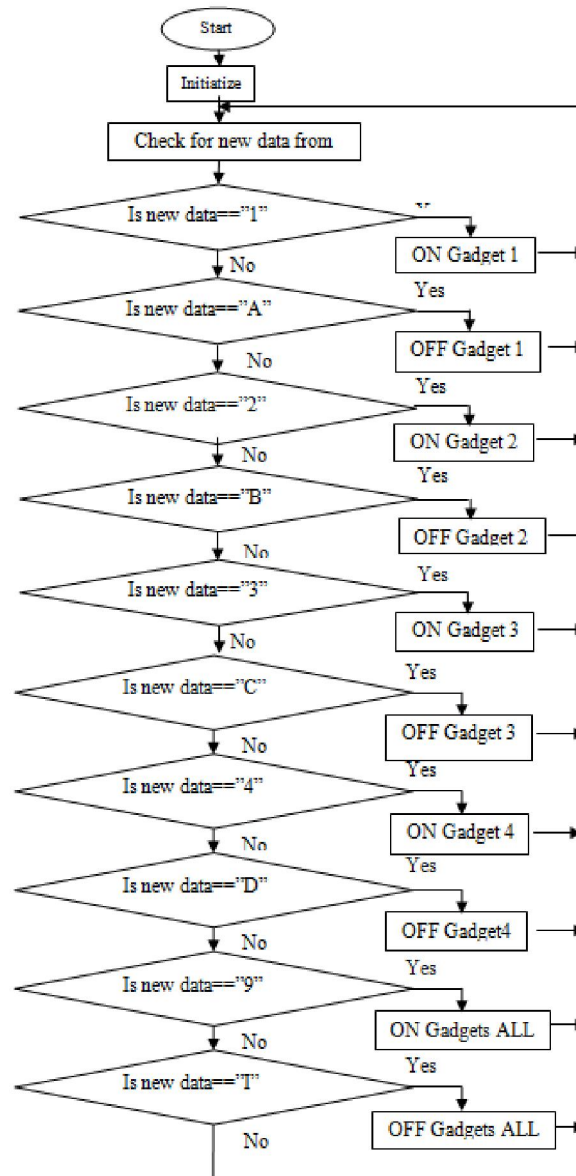 Start
Initiatize
Check for new data from
Is new data==”1”
ON Gadget 1
No
Is new data==”A”
Yes
OFF Gadget 1
No
Is new data==”2”
Yes
ON Gadget 2
No
Is new data==”B”
Yes
OFF Gadget 2
No
Is new data==”3”
Yes
ON Gadget 3
No
Is new data==”C”
Yes
OFF Gadget 3
No
Is new data==”4”
Yes
ON Gadget 4
No
Is new data==”D”
Yes
OFF Gadget4
No
Is new data==”9”
Yes
ON Gadgets ALL
No
Is new data==”T”
Yes
OFF Gadgets ALL
No